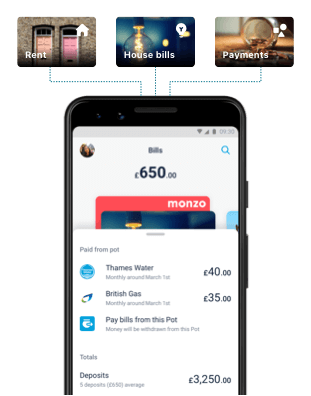 Rent
House bills
Payments
09:30
Bills
£650.00
monzo
Paid from pot
Thames Water
£40.00
Monthly around March 1st
British Gas
£35.00
Monthly around March 1st
Pay bills from this Pot
Money will be withdrawn from this Pot
Totals
Deposits
£3,250.00
5 deposits (£650) average